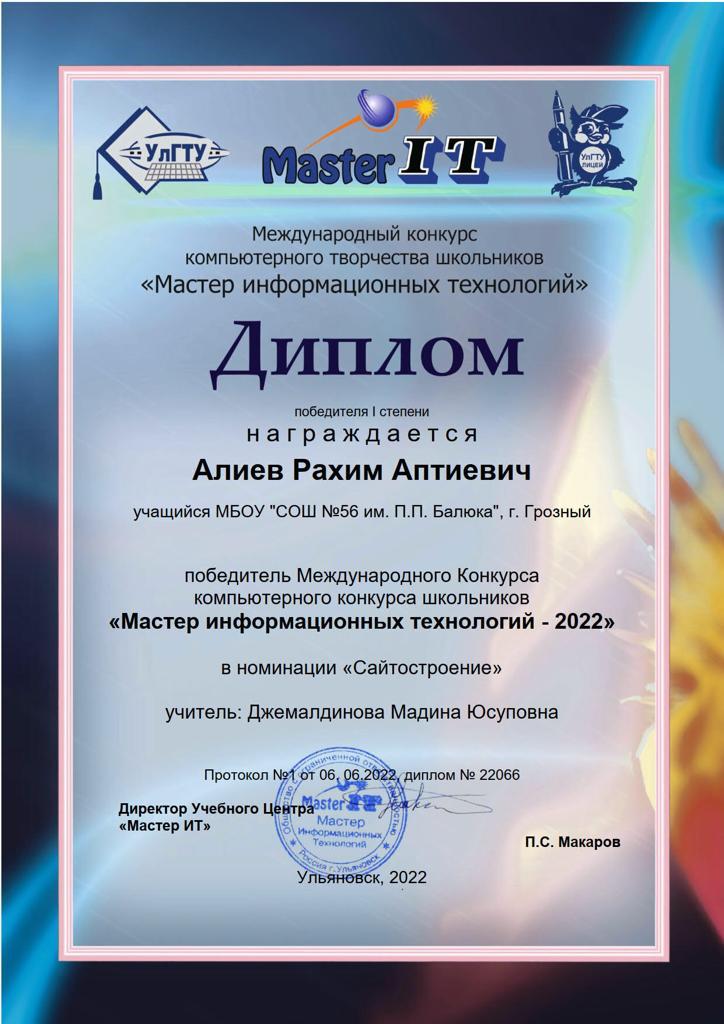 УлГТУ
Master IT
УлГТУ
ЛИЦЕЙ
Международный конкурс
компьютерного творчества школьников
«Мастер информационных технологий»
Диплом
победителя I степени
награждается
Алиев Рахим Аптиевич
учащийся МБОУ "СОШ №56 им. П.П. Балюка", г. Грозный
победитель Международного Конкурса
компьютерного конкурса школьников
«Мастер информационных технологий - 2022»
в номинации «Сайтостроение»
учитель: Джемалдинова Мадина Юсуповна
Протокол №1 от 06. 06.2022, диплом № 22066
Директор Учебного Центра
«Мастер ИТ»
Общество с ограниченной ответственностью
Master IT
Мастер
Информационных
Технологий
Россия г. Ульяновск
П.С. Макаров
Ульяновск, 2022